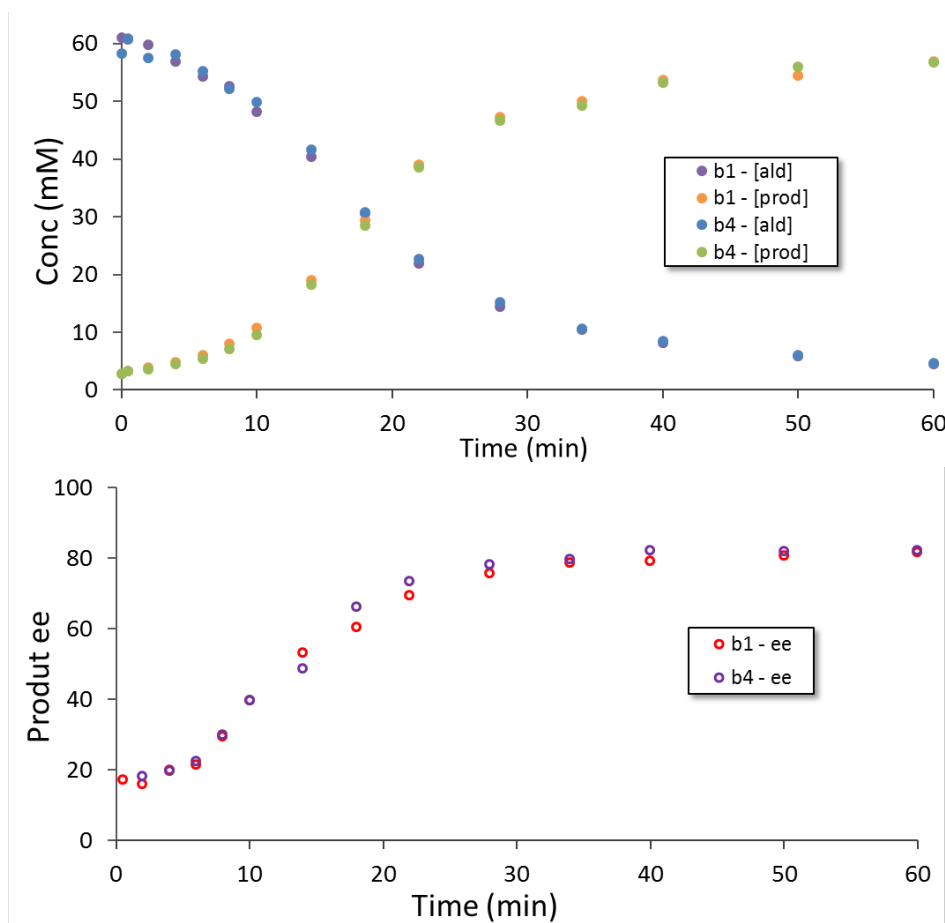 60
50
40
30
20
10
0
Conc (mM)
b1 - [ald]
b1 - [prod]
b4 - [ald]
b4 - [prod]
0 10 20 30 40 50 60
Time (min)
100
80
60
40
20
0
Produt ee
b1 - ee
b4 - ee
0 10 20 30 40 50 60
Time (min)